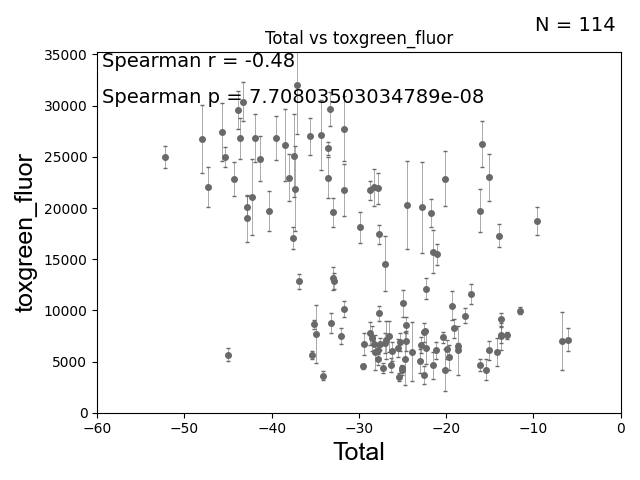 N = 114
Total vs toxgreen_fluor
Spearman r = -0.48
Spearman p = 7.70803503034789e-08
35000
30000
25000
20000
15000
10000
5000
0
toxgreen_fluor
−60 −50 −40 −30 −20 −10 0
Total